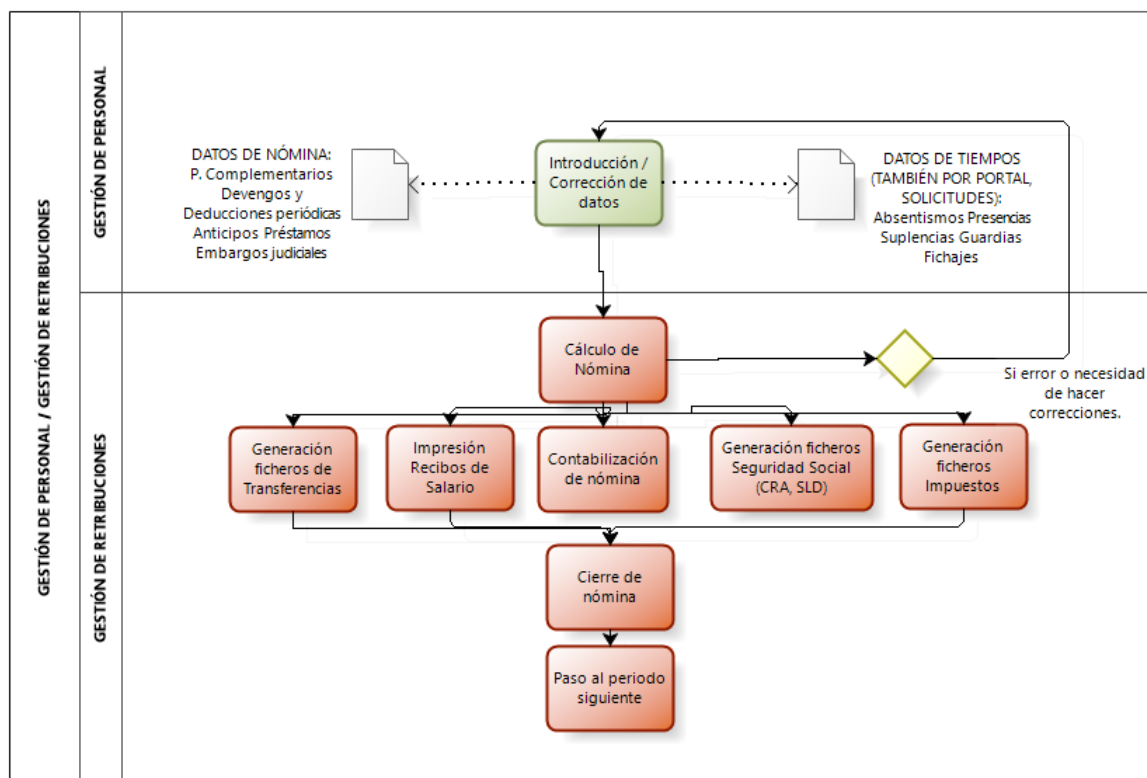 GESTIÓN DE PERSONAL / GESTIÓN DE RETRIBUCIONES
GESTIÓN DE PERSONAL
DATOS DE NÓMINA:
P. Complementarios
Devengos y
Deducciones periódicas
Anticipos Préstamos
Embargos judiciales
Introducción /
Corrección de
datos
DATOS DE TIEMPOS
(TAMBIÉN POR PORTAL,
SOLICITUDES):
Absentismos Presencias
Suplencias Guardias
Fichajes
GESTIÓN DE RETRIBUCIONES
Cálculo de
Nómina
Si error o necesidad
de hacer
correcciones.
Generación
ficheros de
Transferencias
Impresión
Recibos de
Salario
Contabilización
de nómina
Generación ficheros
Seguridad Social
(CRA, SLD)
Generación
ficheros
Impuestos
Cierre de
nómina
Paso al periodo
siguiente